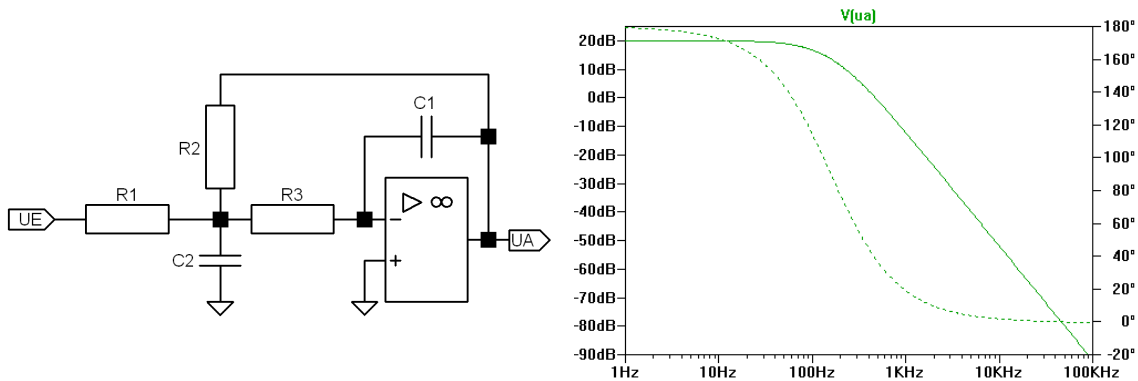 C1
R2
R1
R3
UE
▷ ∞
−
C2
+
UA
V(ua)
20dB
10dB
0dB
-10dB
-20dB
-30dB
-40dB
-50dB
-60dB
-70dB
-80dB
-90dB
180°
160°
140°
120°
100°
80°
60°
40°
20°
0°
-20°
1Hz 10Hz 100Hz 1KHz 10KHz 100KHz